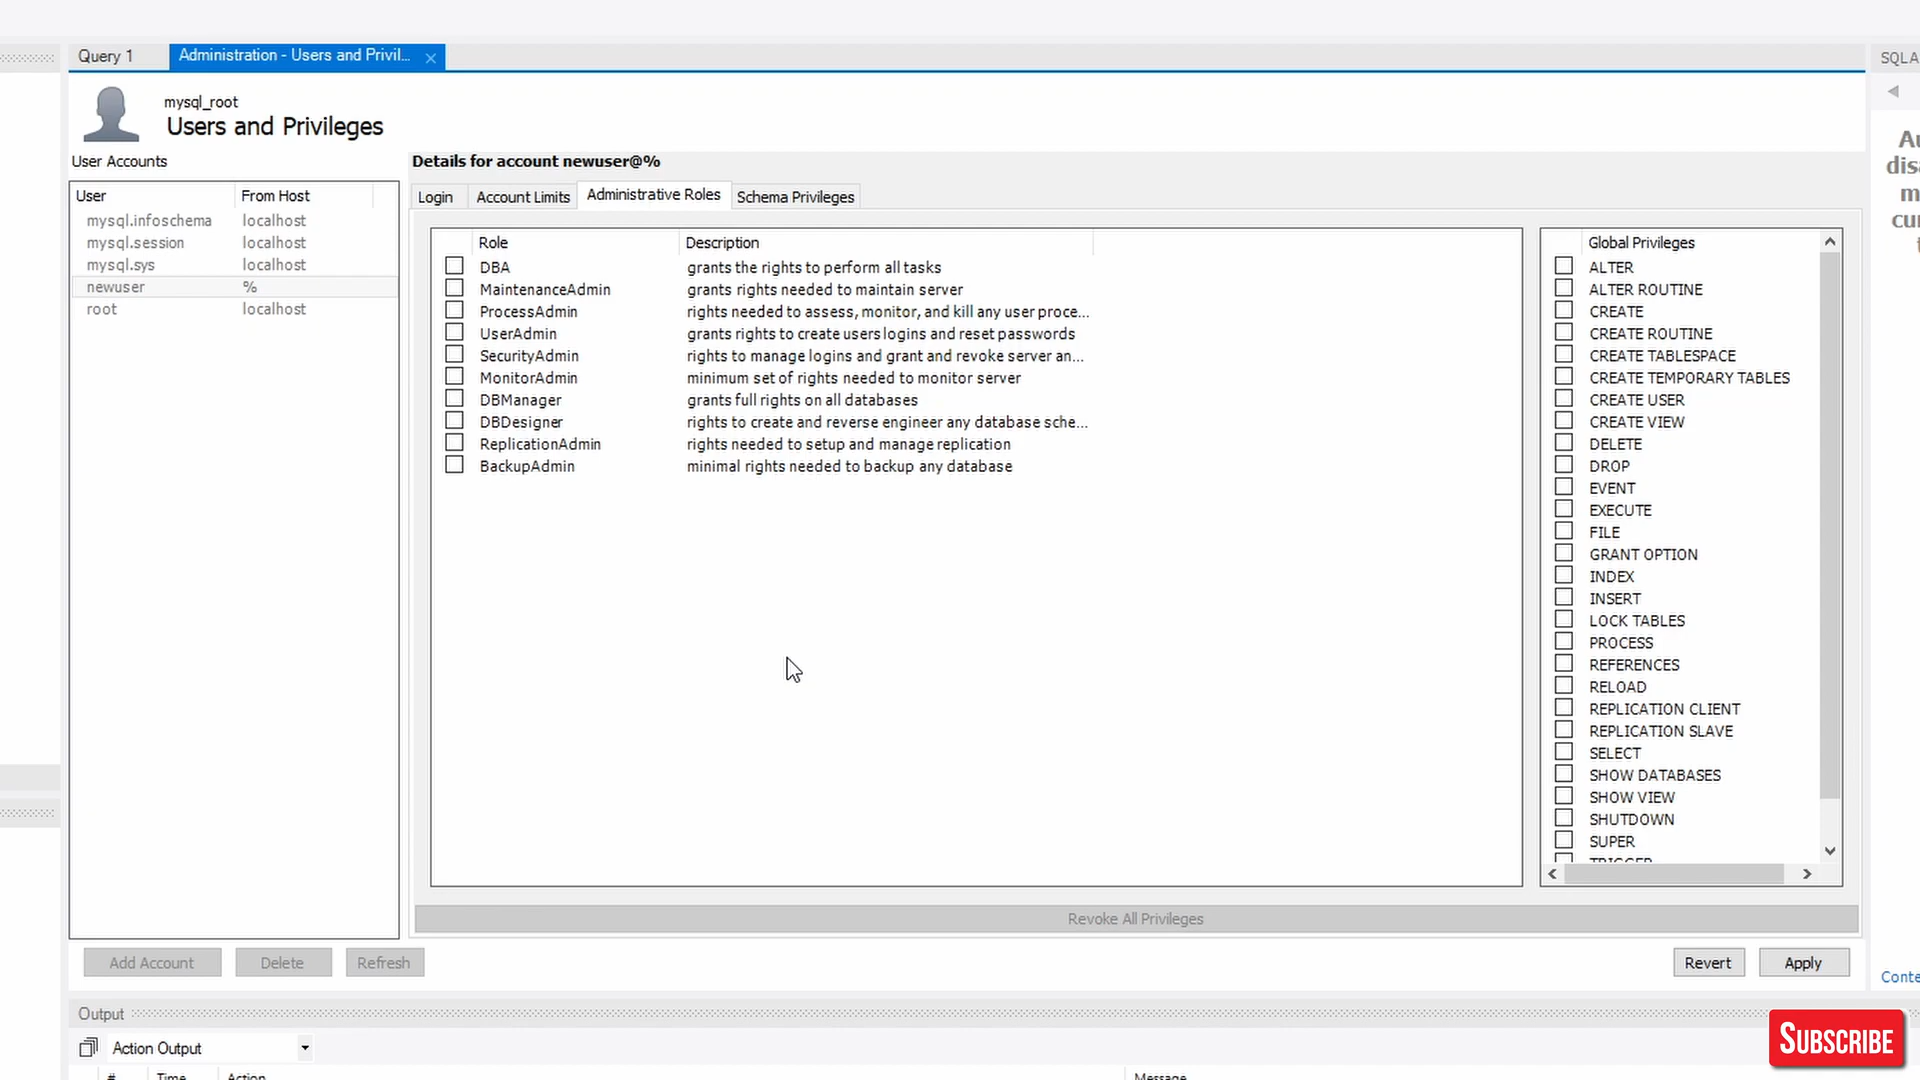 Query 1
Administration - Users and Privil...
SQLA
mysql_root
Users and Privileges
User Accounts
User From Host
mysql.infoschema localhost
mysql.session localhost
mysql.sys localhost
newuser %
root localhost
Details for account newuser@%
Login Account Limits Administrative Roles Schema Privileges
Role Description
DBA grants the rights to perform all tasks
MaintenanceAdmin grants rights needed to maintain server
ProcessAdmin rights needed to assess, monitor, and kill any user proce...
UserAdmin grants rights to create users logins and reset passwords
SecurityAdmin rights to manage logins and grant and revoke server an...
MonitorAdmin minimum set of rights needed to monitor server
DBManager grants full rights on all databases
DBDesigner rights to create and reverse engineer any database sche...
ReplicationAdmin rights needed to setup and manage replication
BackupAdmin minimal rights needed to backup any database
Global Privileges
ALTER
ALTER ROUTINE
CREATE
CREATE ROUTINE
CREATE TABLESPACE
CREATE TEMPORARY TABLES
CREATE USER
CREATE VIEW
DELETE
DROP
EVENT
EXECUTE
FILE
GRANT OPTION
INDEX
INSERT
LOCK TABLES
PROCESS
REFERENCES
RELOAD
REPLICATION CLIENT
REPLICATION SLAVE
SELECT
SHOW DATABASES
SHOW VIEW
SHUTDOWN
SUPER
TRIGGER
Revoke All Privileges
Add Account Delete Refresh
Revert Apply
Conte
Output
Action Output
# Time Action Message
SUBSCRIBE